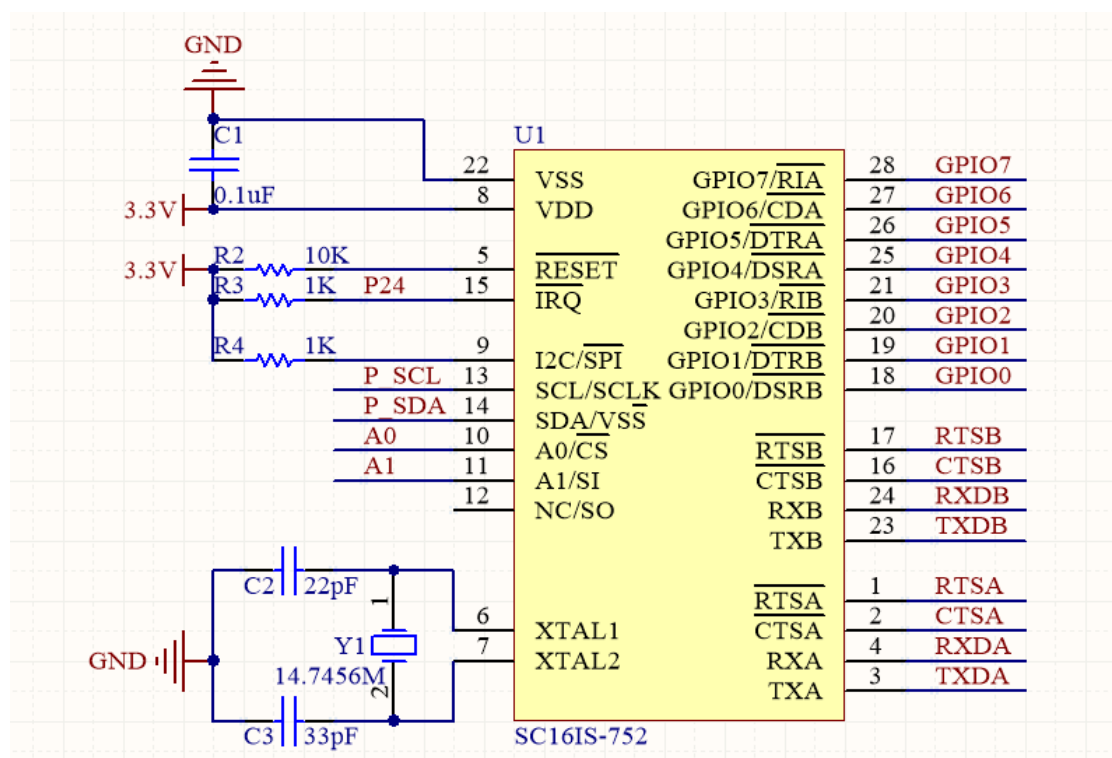 GND
C1
0.1uF
3.3V
3.3V
R2 10K
R3 1K P24
R4 1K
P_SCL
P_SDA
A0
A1
C2 22pF
GND
Y1
1
2
14.7456M
C3 33pF
U1
22 VSS
8 VDD
5 RESET
15 IRQ
9 I2C/SPI
13 SCL/SCLK
14 SDA/VSS
10 A0/CS
11 A1/SI
12 NC/SO
6 XTAL1
7 XTAL2
GPIO7/RIA 28 GPIO7
GPIO6/CDA 27 GPIO6
GPIO5/DTRA 26 GPIO5
GPIO4/DSRA 25 GPIO4
GPIO3/RIB 21 GPIO3
GPIO2/CDB 20 GPIO2
GPIO1/DTRB 19 GPIO1
GPIO0/DSRB 18 GPIO0
RTSB 17 RTSB
CTSB 16 CTSB
RXB 24 RXDB
TXB 23 TXDB
RTSA 1 RTSA
CTSA 2 CTSA
RXA 4 RXDA
TXA 3 TXDA
SC16IS-752